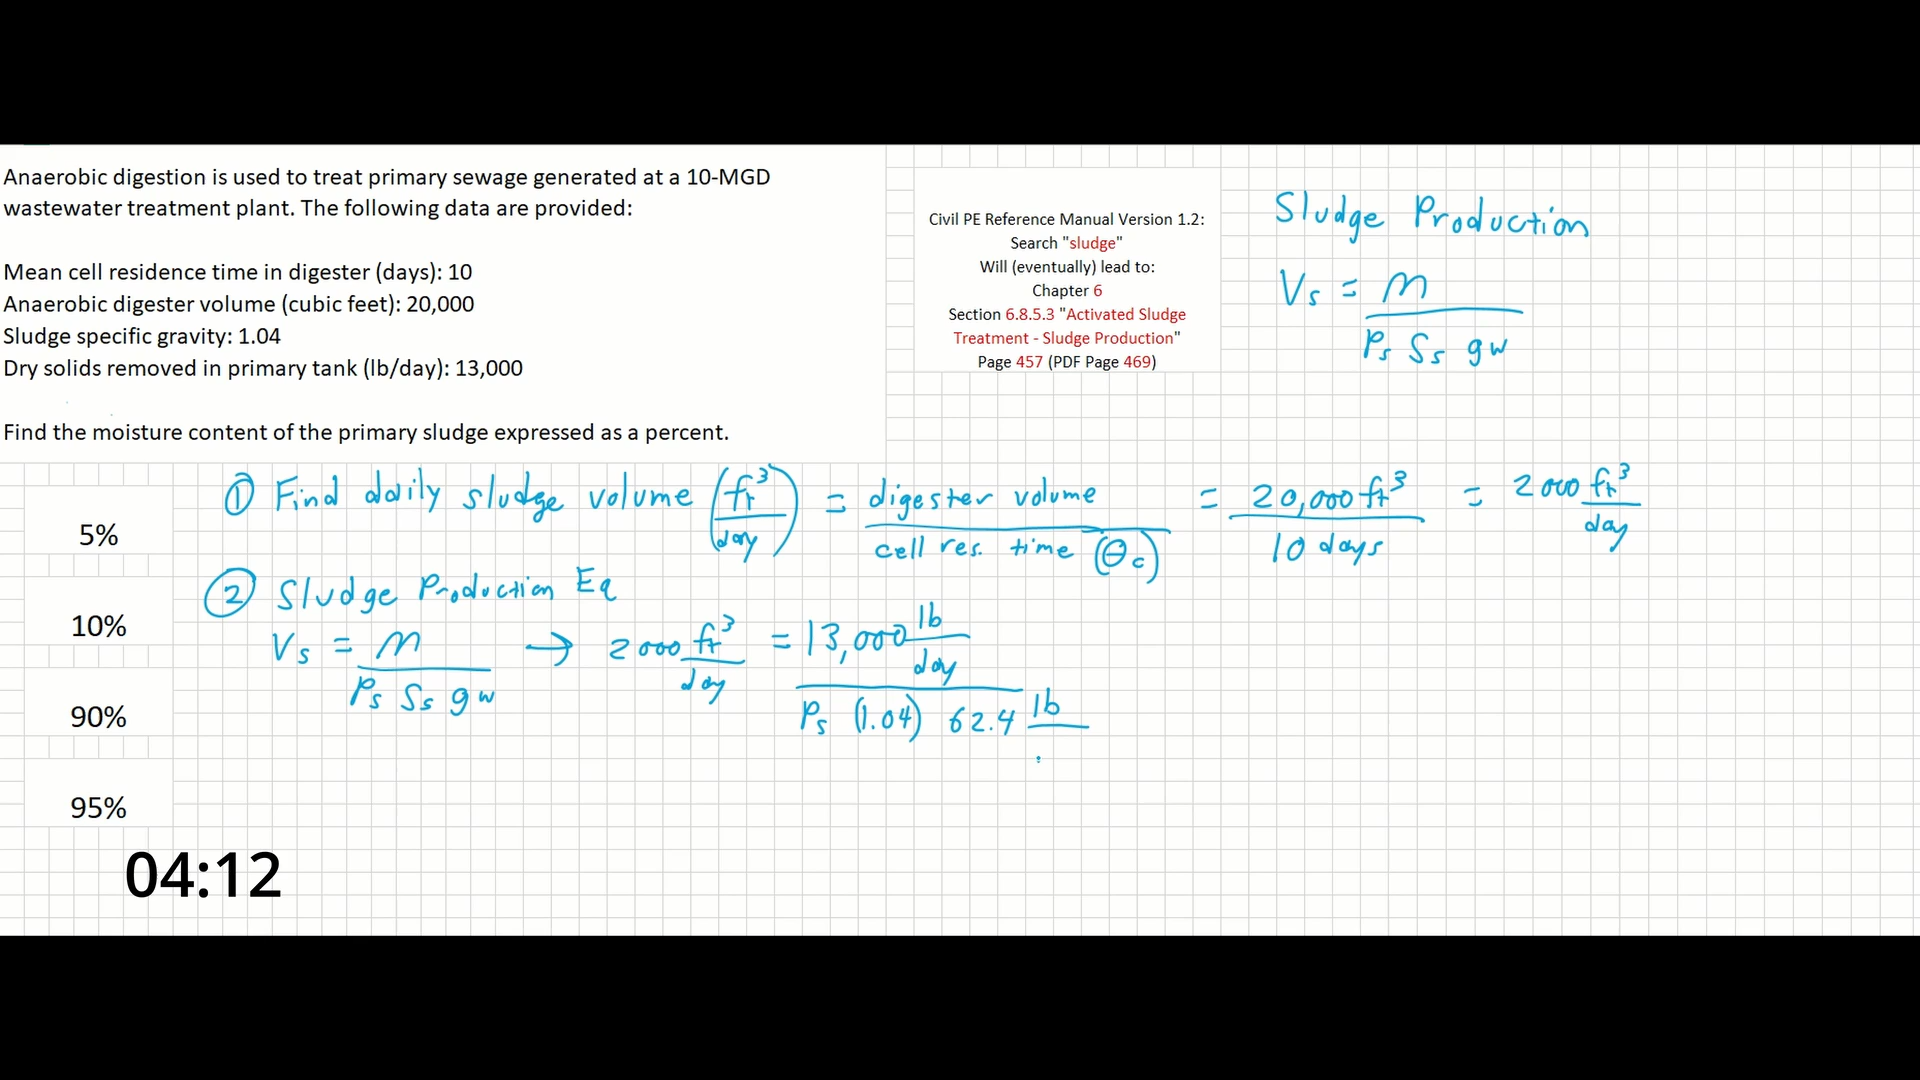 Anaerobic digestion is used to treat primary sewage generated at a 10-MGD
wastewater treatment plant. The following data are provided:
Mean cell residence time in digester (days): 10
Anaerobic digester volume (cubic feet): 20,000
Sludge specific gravity: 1.04
Dry solids removed in primary tank (lb/day): 13,000
Find the moisture content of the primary sludge expressed as a percent.
Civil PE Reference Manual Version 1.2:
Search "sludge"
Will (eventually) lead to:
Chapter 6
Section 6.8.5.3 "Activated Sludge
Treatment - Sludge Production"
Page 457 (PDF Page 469)
Sludge Production
Vs = M
Ps Ss gw
① Find daily sludge volume (ft³/day) = digester volume / cell res. time (θc) = 20,000 ft³ / 10 days = 2000 ft³/day
② Sludge Production Eq
Vs = M / Ps Ss gw → 2000 ft³/day = 13,000 lb/day / Ps (1.04) 62.4 lb
5%
10%
90%
95%
04:12